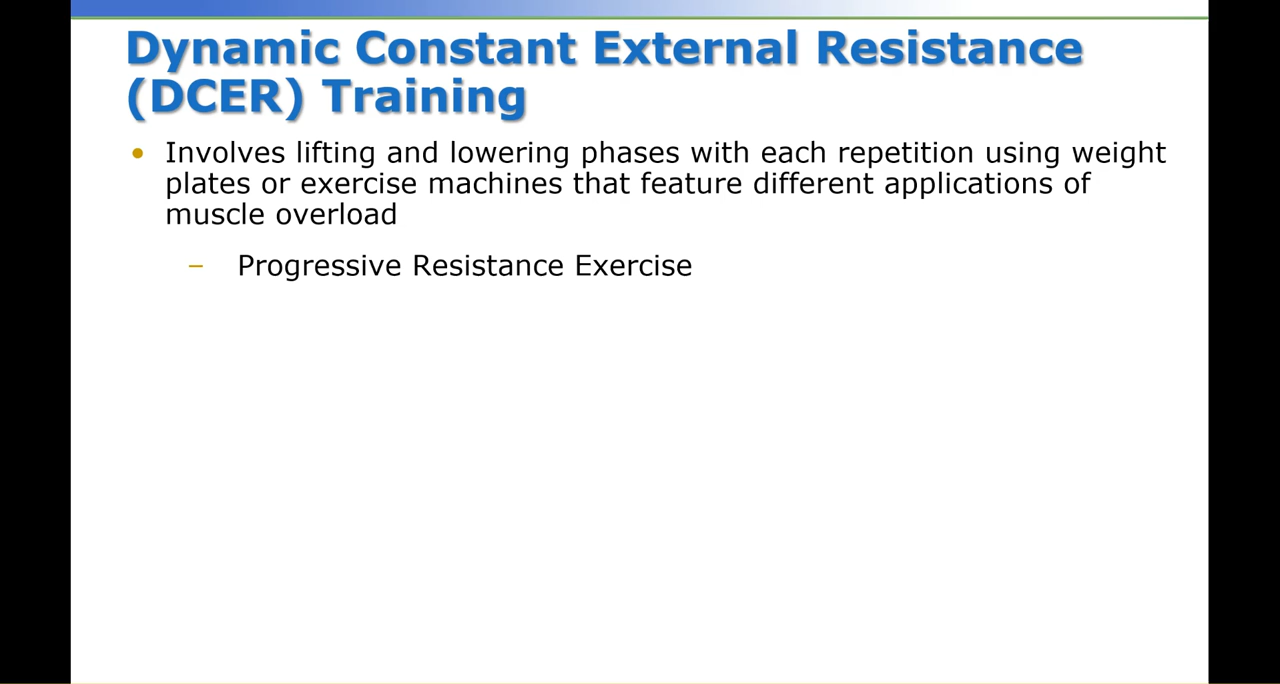 Dynamic Constant External Resistance
(DCER) Training
• Involves lifting and lowering phases with each repetition using weight
plates or exercise machines that feature different applications of
muscle overload
– Progressive Resistance Exercise